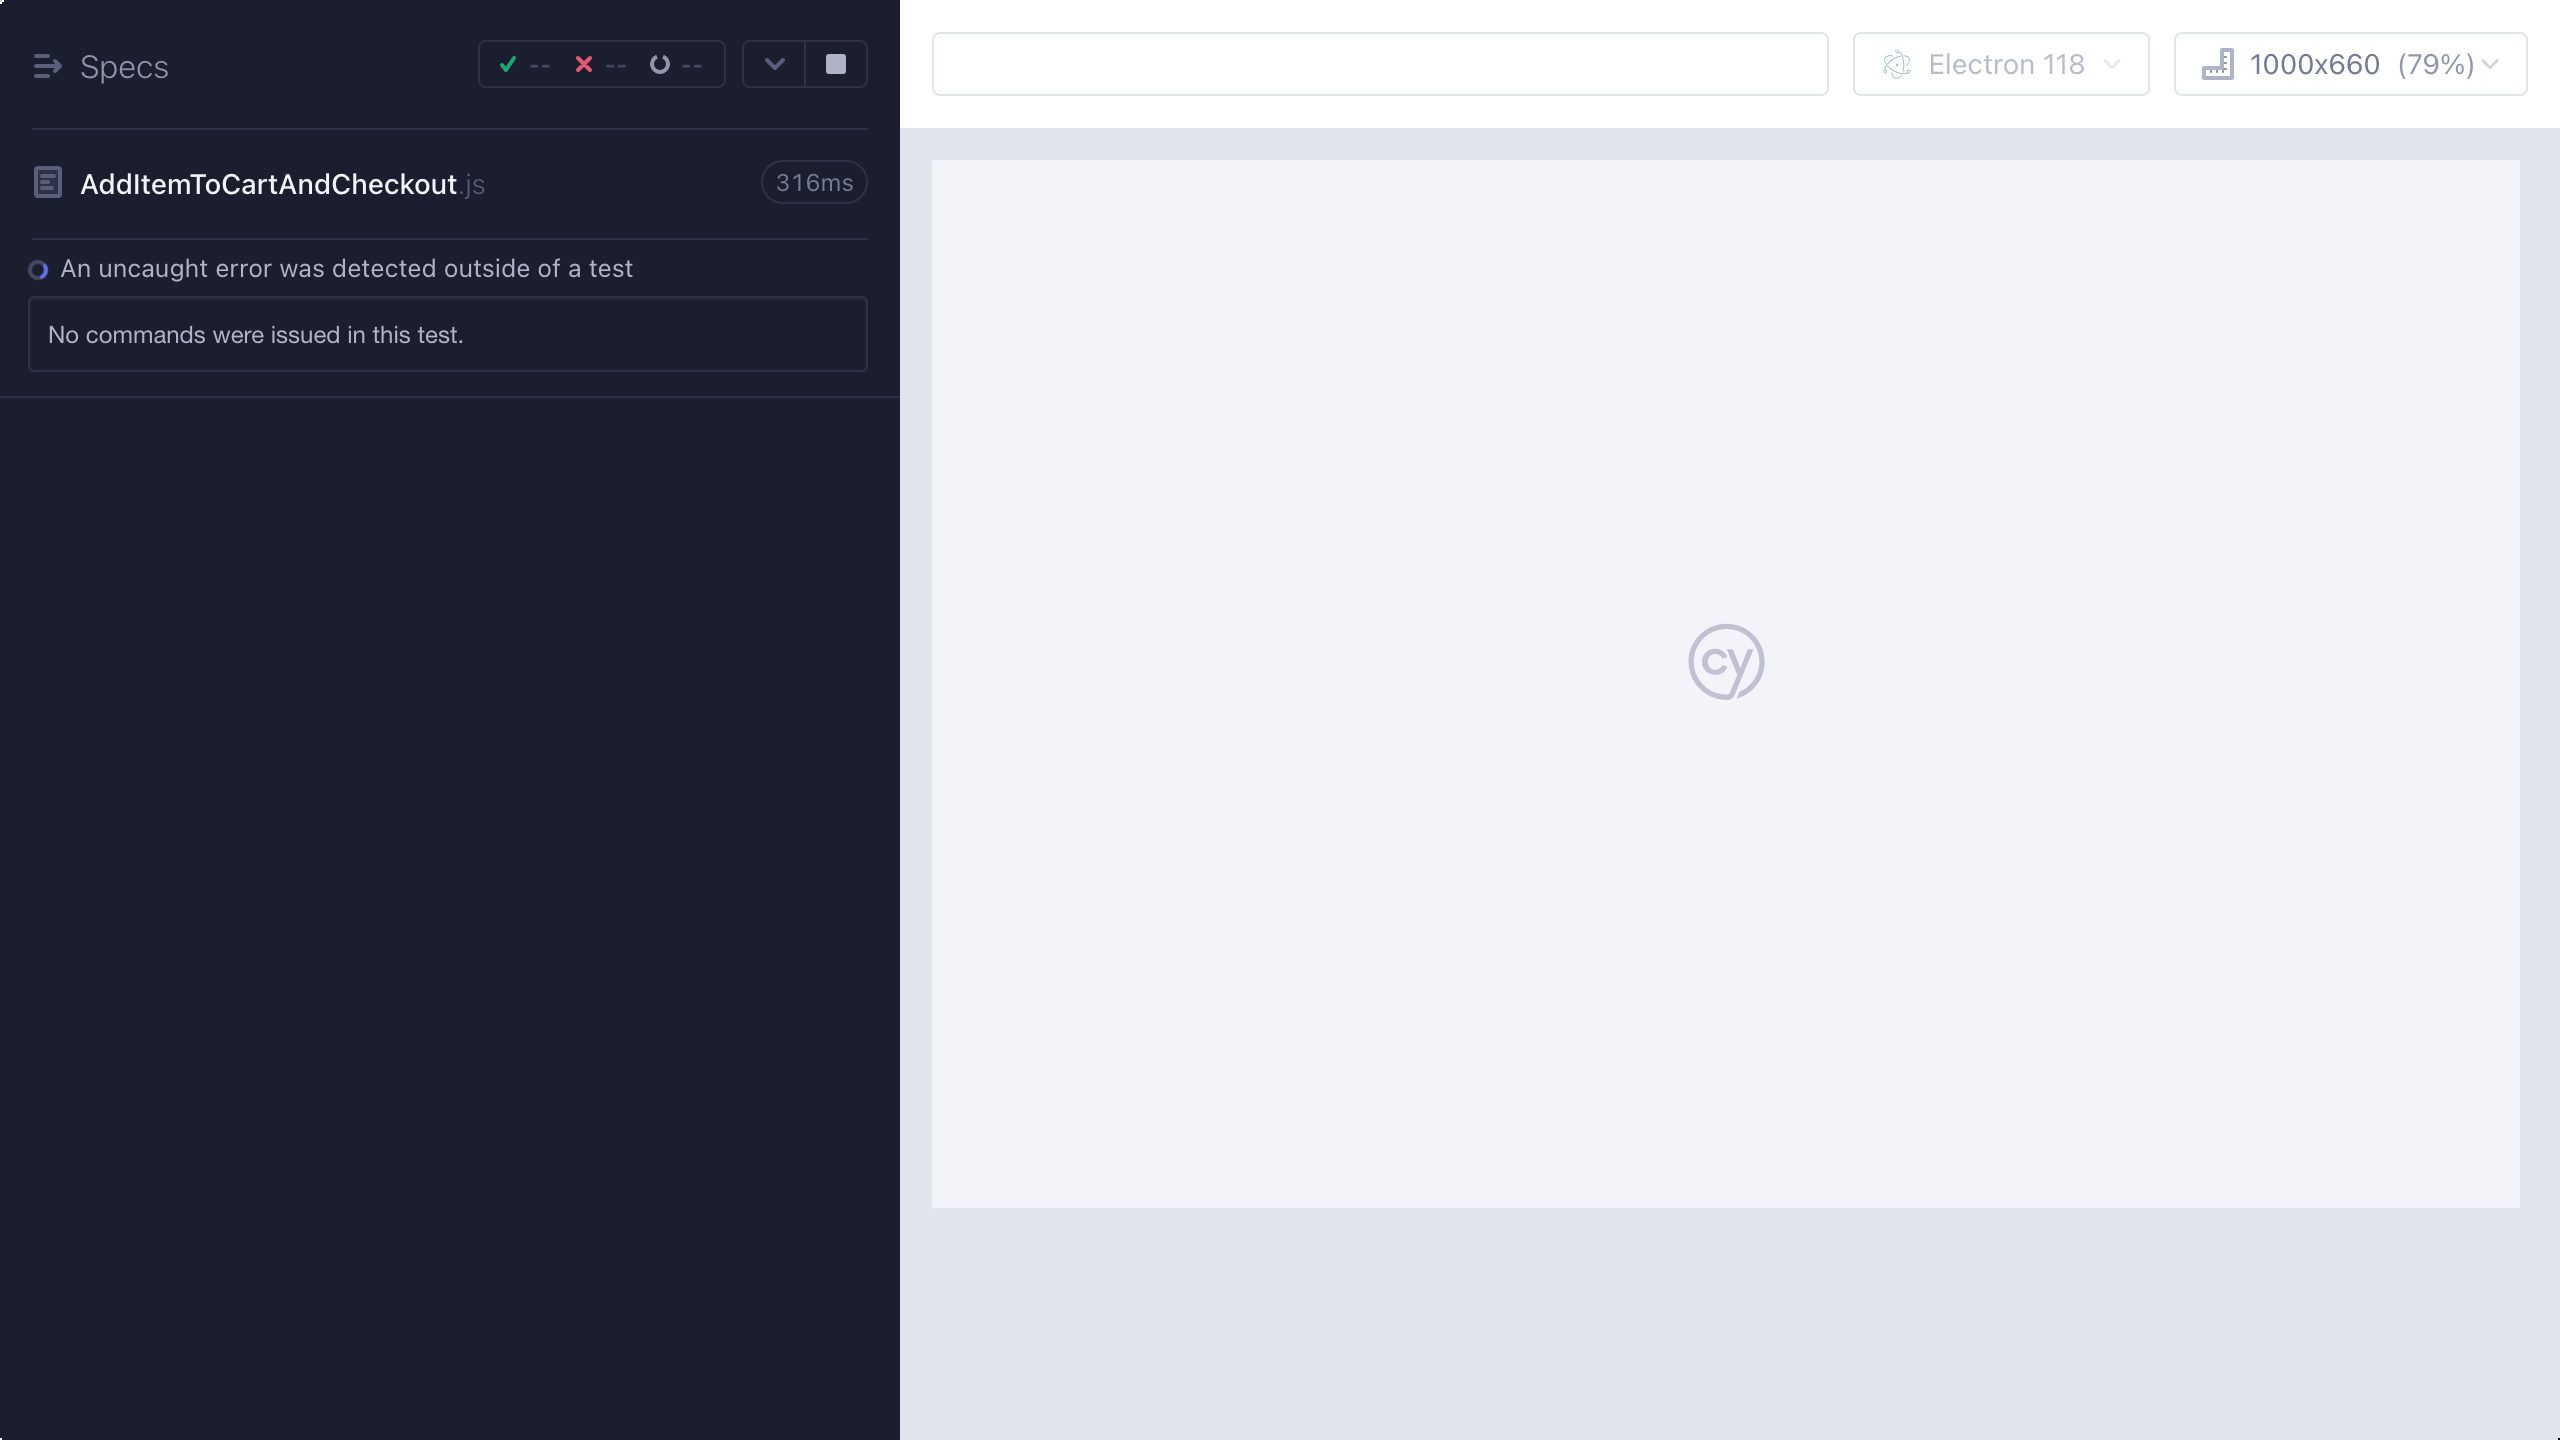 Specs
--
--
--
AddItemToCartAndCheckout.js
316ms
An uncaught error was detected outside of a test
No commands were issued in this test.
Electron 118
1000x660 (79%)
cy